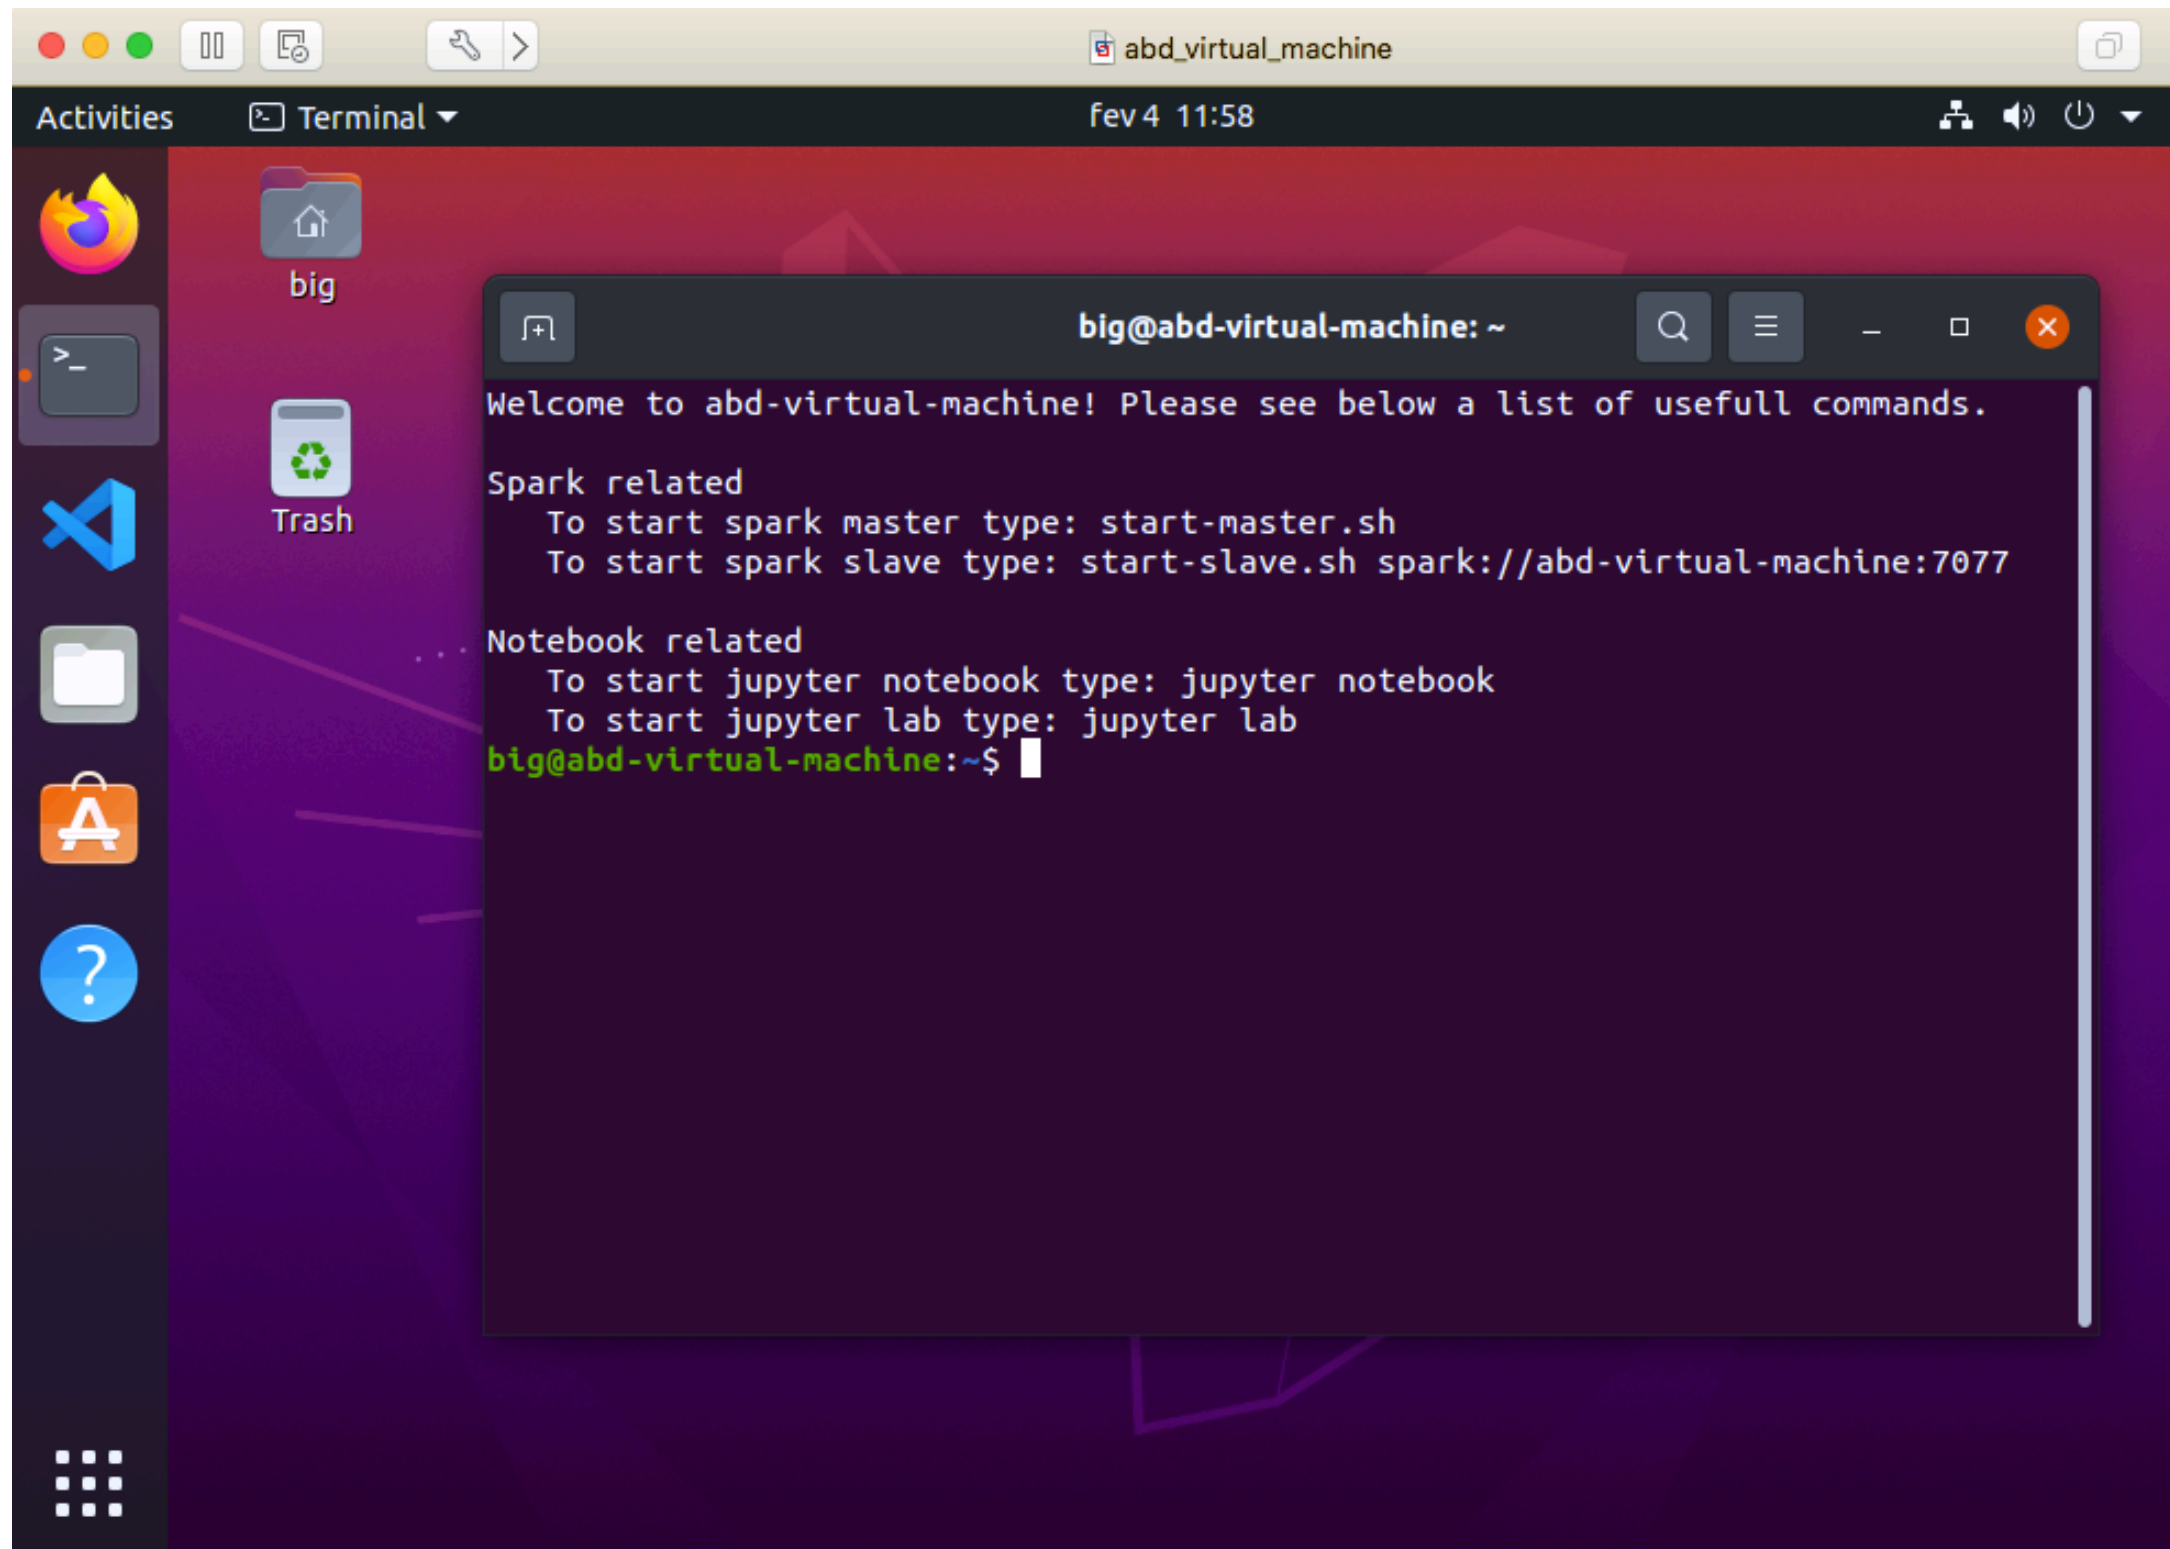 abd_virtual_machine
Activities
Terminal
fev 4 11:58
big
Trash
big@abd-virtual-machine: ~
Welcome to abd-virtual-machine! Please see below a list of usefull commands.
Spark related
To start spark master type: start-master.sh
To start spark slave type: start-slave.sh spark://abd-virtual-machine:7077
Notebook related
To start jupyter notebook type: jupyter notebook
To start jupyter lab type: jupyter lab
big@abd-virtual-machine:~$